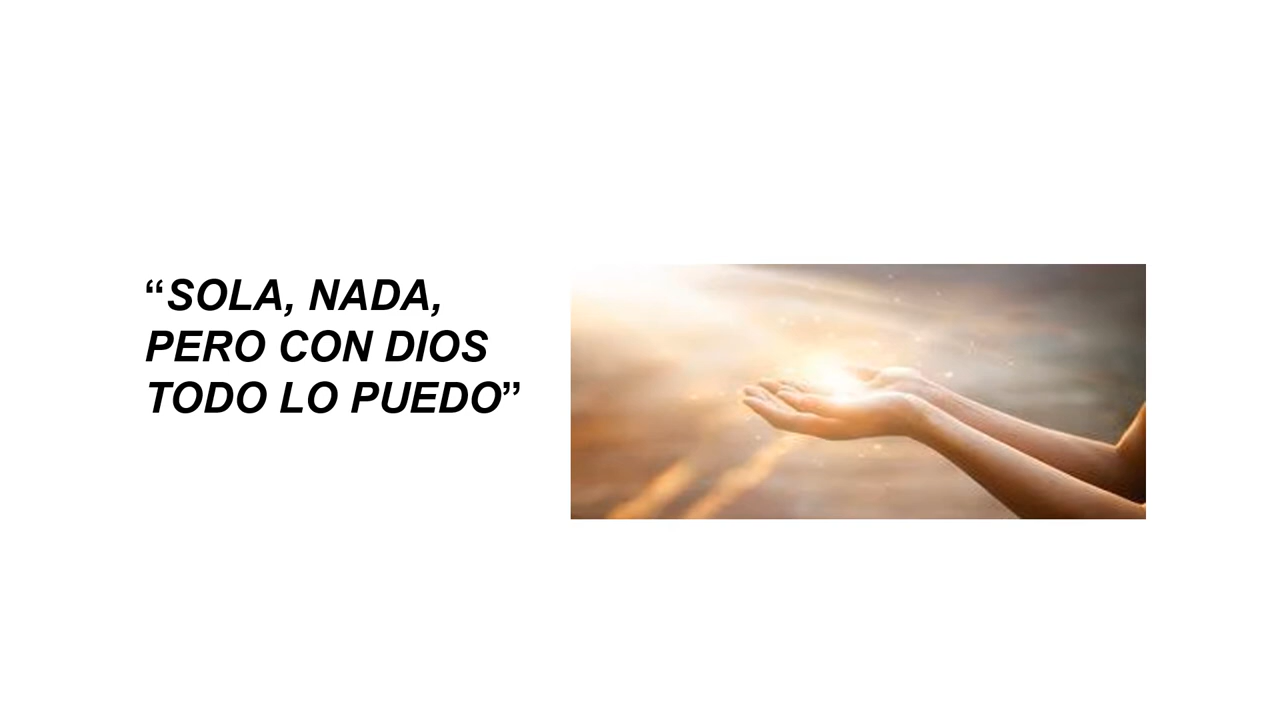 “SOLA, NADA,
PERO CON DIOS
TODO LO PUEDO”